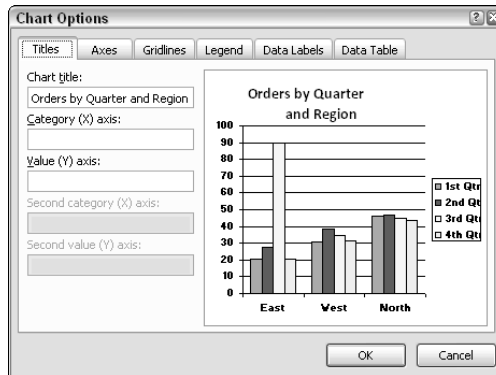 Chart Options
Titles Axes Gridlines Legend Data Labels Data Table
Chart title:
Orders by Quarter and Region
Category (X) axis:
Value (Y) axis:
Second category (X) axis:
Second value (Y) axis:
Orders by Quarter
and Region
100
90
80
70
60
50
40
30
20
10
0
East West North
1st Qtr
2nd Qtr
3rd Qtr
4th Qtr
OK Cancel